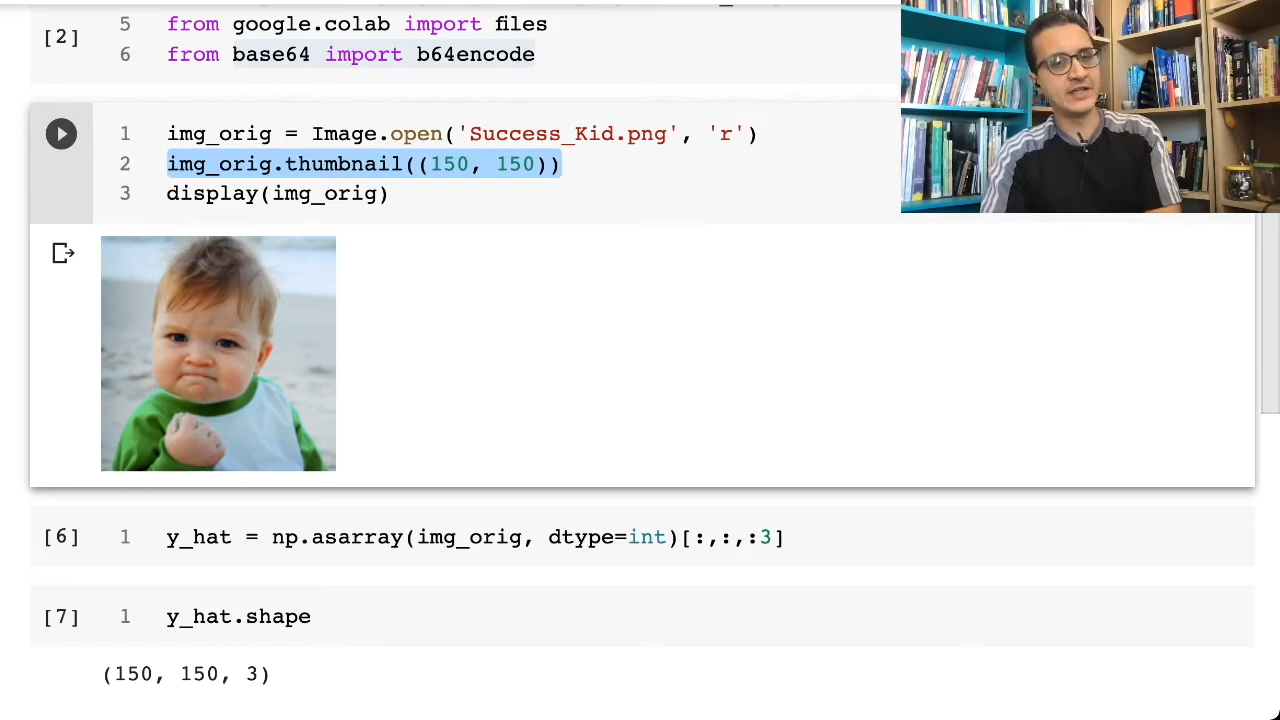 [2]
5 from google.colab import files
6 from base64 import b64encode
1 img_orig = Image.open('Success_Kid.png', 'r')
2 img_orig.thumbnail((150, 150))
3 display(img_orig)
[6] 1 y_hat = np.asarray(img_orig, dtype=int)[:,:,:3]
[7] 1 y_hat.shape
(150, 150, 3)